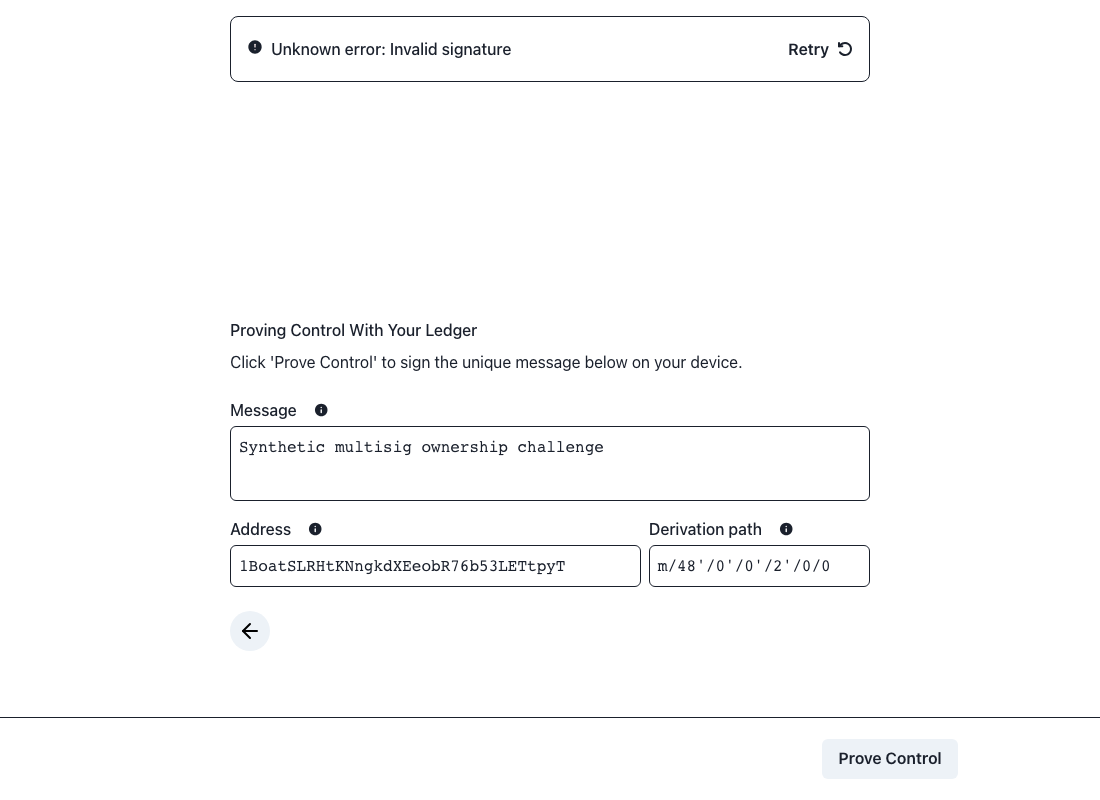 Unknown error: Invalid signature
Retry
Proving Control With Your Ledger
Click 'Prove Control' to sign the unique message below on your device.
Message
Synthetic multisig ownership challenge
Address
Derivation path
1BoatSLRHtKNngkdXEeobR76b53LETtpyT
m/48'/0'/0'/2'/0/0
Prove Control